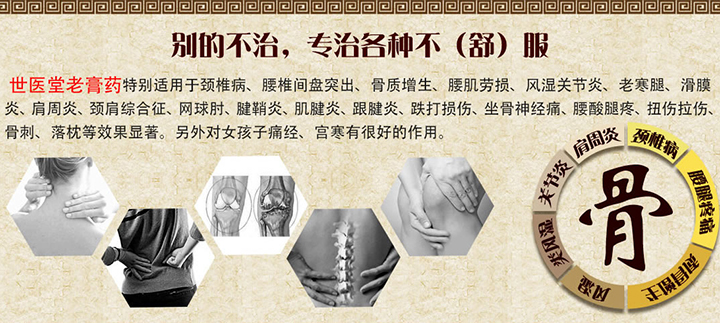 别的不治，专治各种不（舒）服
世医堂老膏药特别适用于颈椎病、腰椎间盘突出、骨质增生、腰肌劳损、风湿关节炎、老寒腿、滑膜
炎、肩周炎、颈肩综合征、网球肘、腱鞘炎、肌腱炎、跟腱炎、跌打损伤、坐骨神经痛、腰酸腿疼、扭伤拉伤、
骨刺、落枕等效果显著。另外对女孩子痛经、宫寒有很好的作用。
肩周炎
颈椎病
腰腿疼痛
风湿
类风湿
关节炎
骨